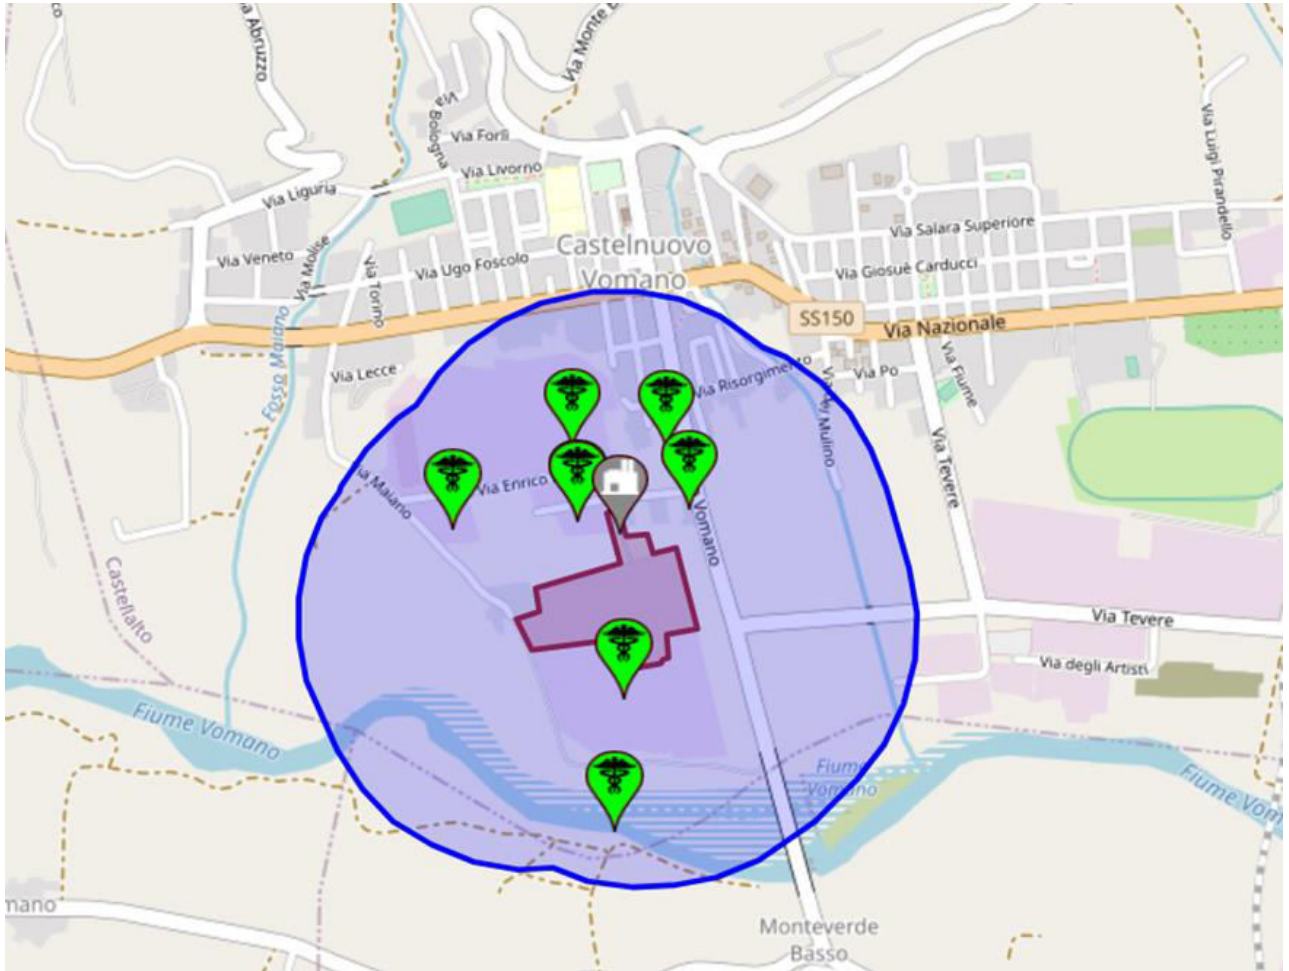 Via Abruzzo
Via Monte
Via Bologna
Via Forlì
Via Livorno
Via Luigi Pirandello
Via Liguria
Via Salara Superiore
Castelnuovo
Vomano
Via Veneto
Via Molise
Via Torino
Via Ugo Foscolo
Via Giosuè Carducci
SS150
Via Nazionale
Fosso Maiano
Via Lecce
Via Risorgimento
Via Po
Via Fiume
Mulino
Via Maiano
Via Enrico
Via Tevere
Vomano
Castellalto
Via Tevere
Via degli Artisti
Fiume Vomano
Fiume
Vomano
Fiume Vom
mano
Monteverde
Basso